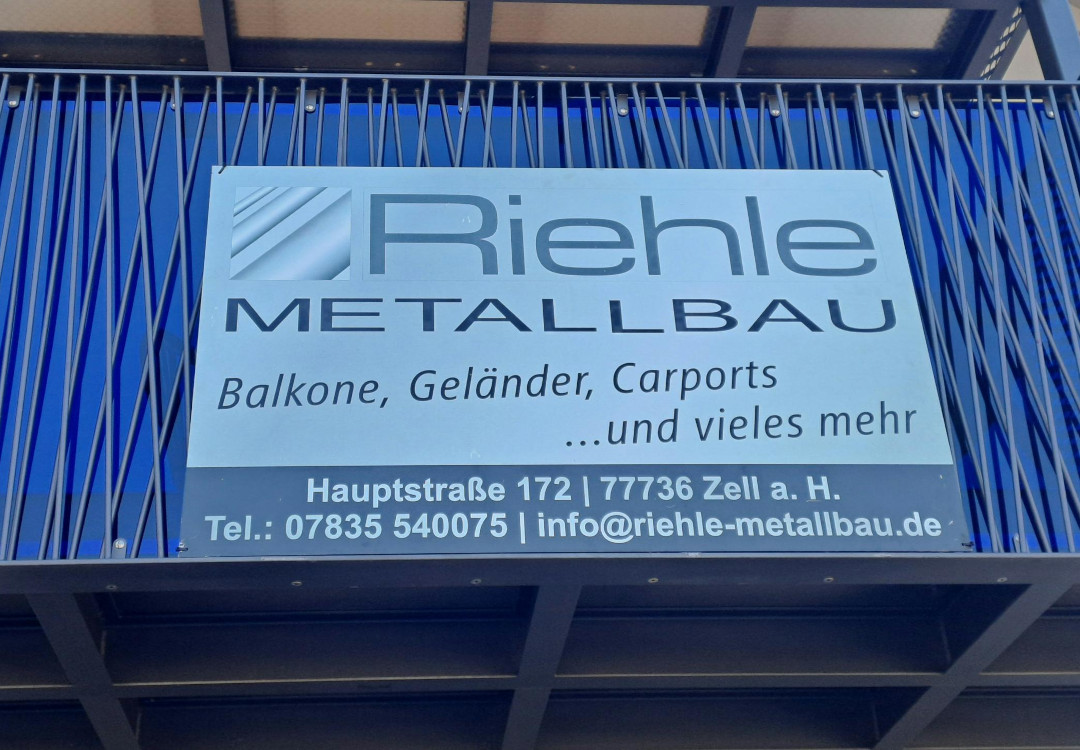 Riehle
METALLBAU
Balkone, Geländer, Carports
...und vieles mehr
Hauptstraße 172 | 77736 Zell a. H.
Tel.: 07835 540075 | info@riehle-metallbau.de